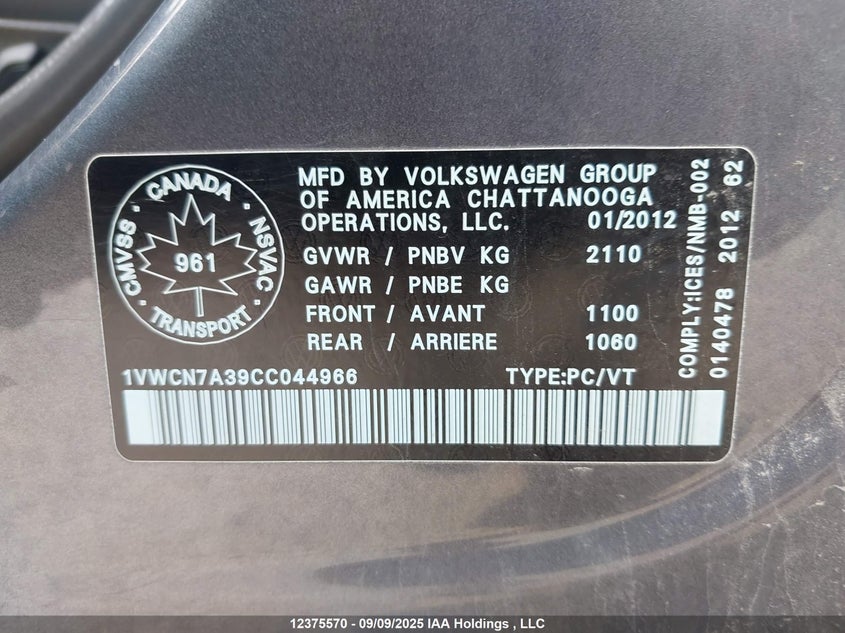 CANADA
CMVSS
NSVAC
961
TRANSPORT
MFD BY VOLKSWAGEN GROUP
OF AMERICA CHATTANOOGA
OPERATIONS, LLC. 01/2012
GVWR / PNBV KG 2110
GAWR / PNBE KG
FRONT / AVANT 1100
REAR / ARRIERE 1060
1VWCN7A39CC044966 TYPE:PC/VT
COMPLY:ICES/NMB-002
0140478 2012 62
12375570 - 09/09/2025 IAA Holdings , LLC